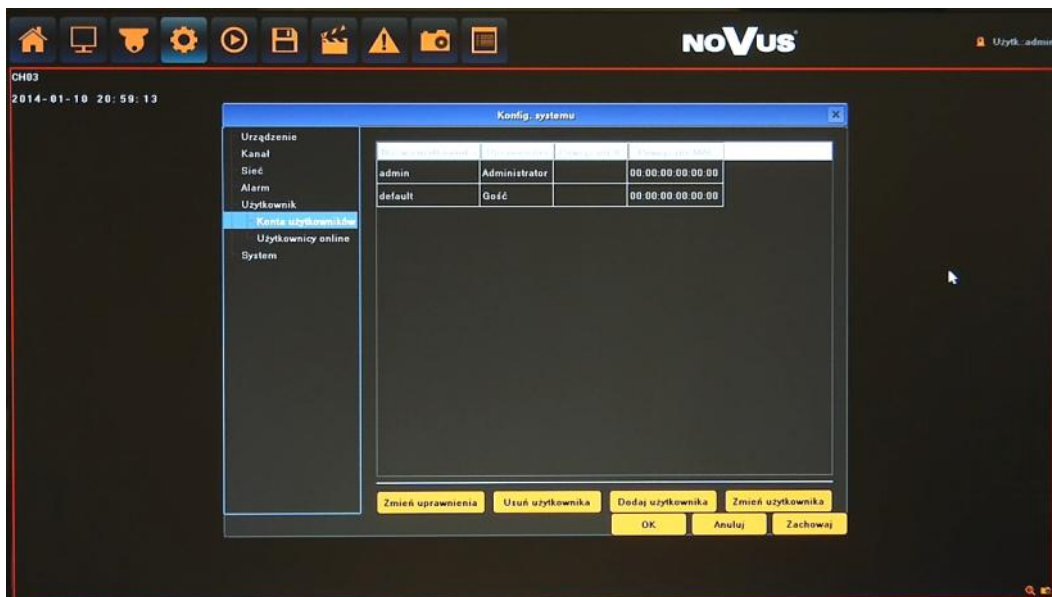 NOVUS
Użytk.:admin
CH03
2014-01-10 20:59:13
Konfig. systemu
Urządzenie
Kanał
Sieć
Alarm
Użytkownik
Konta użytkowników
Użytkownicy online
System
admin Administrator 00:00:00:00:00:00
default Gość 00:00:00:00:00:00
Zmień uprawnienia Usuń użytkownika Dodaj użytkownika Zmień użytkownika
OK Anuluj Zachowaj